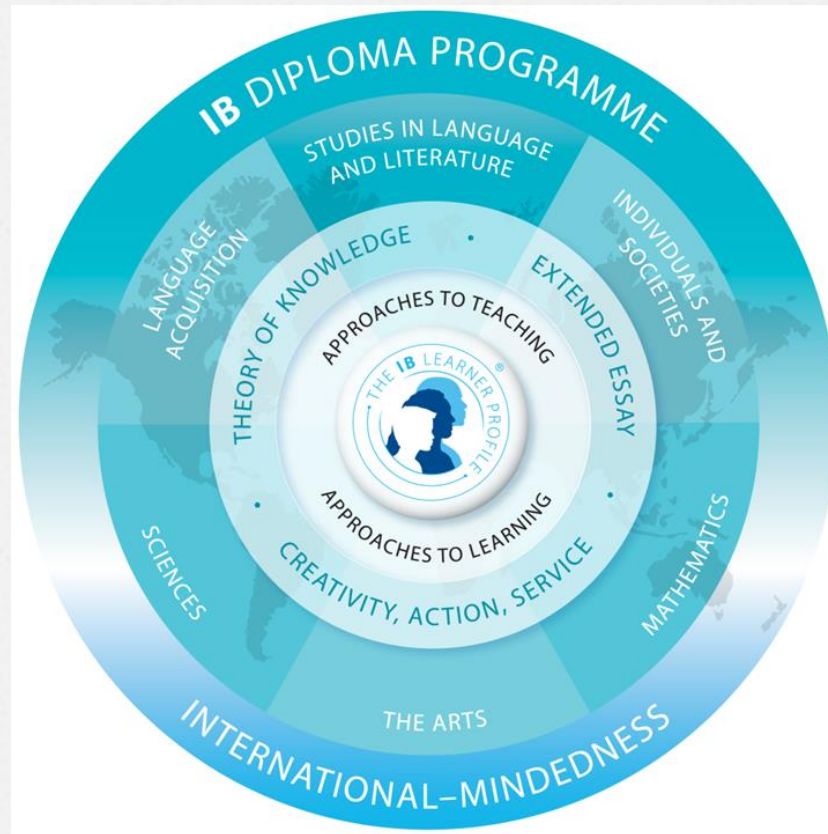 IB DIPLOMA PROGRAMME
STUDIES IN LANGUAGE
AND LITERATURE
LANGUAGE
ACQUISITION
INDIVIDUALS AND
SOCIETIES
THEORY OF KNOWLEDGE
EXTENDED ESSAY
APPROACHES TO TEACHING
THE IB LEARNER PROFILE
®
APPROACHES TO LEARNING
CREATIVITY, ACTION, SERVICE
SCIENCES
MATHEMATICS
THE ARTS
INTERNATIONAL–MINDEDNESS